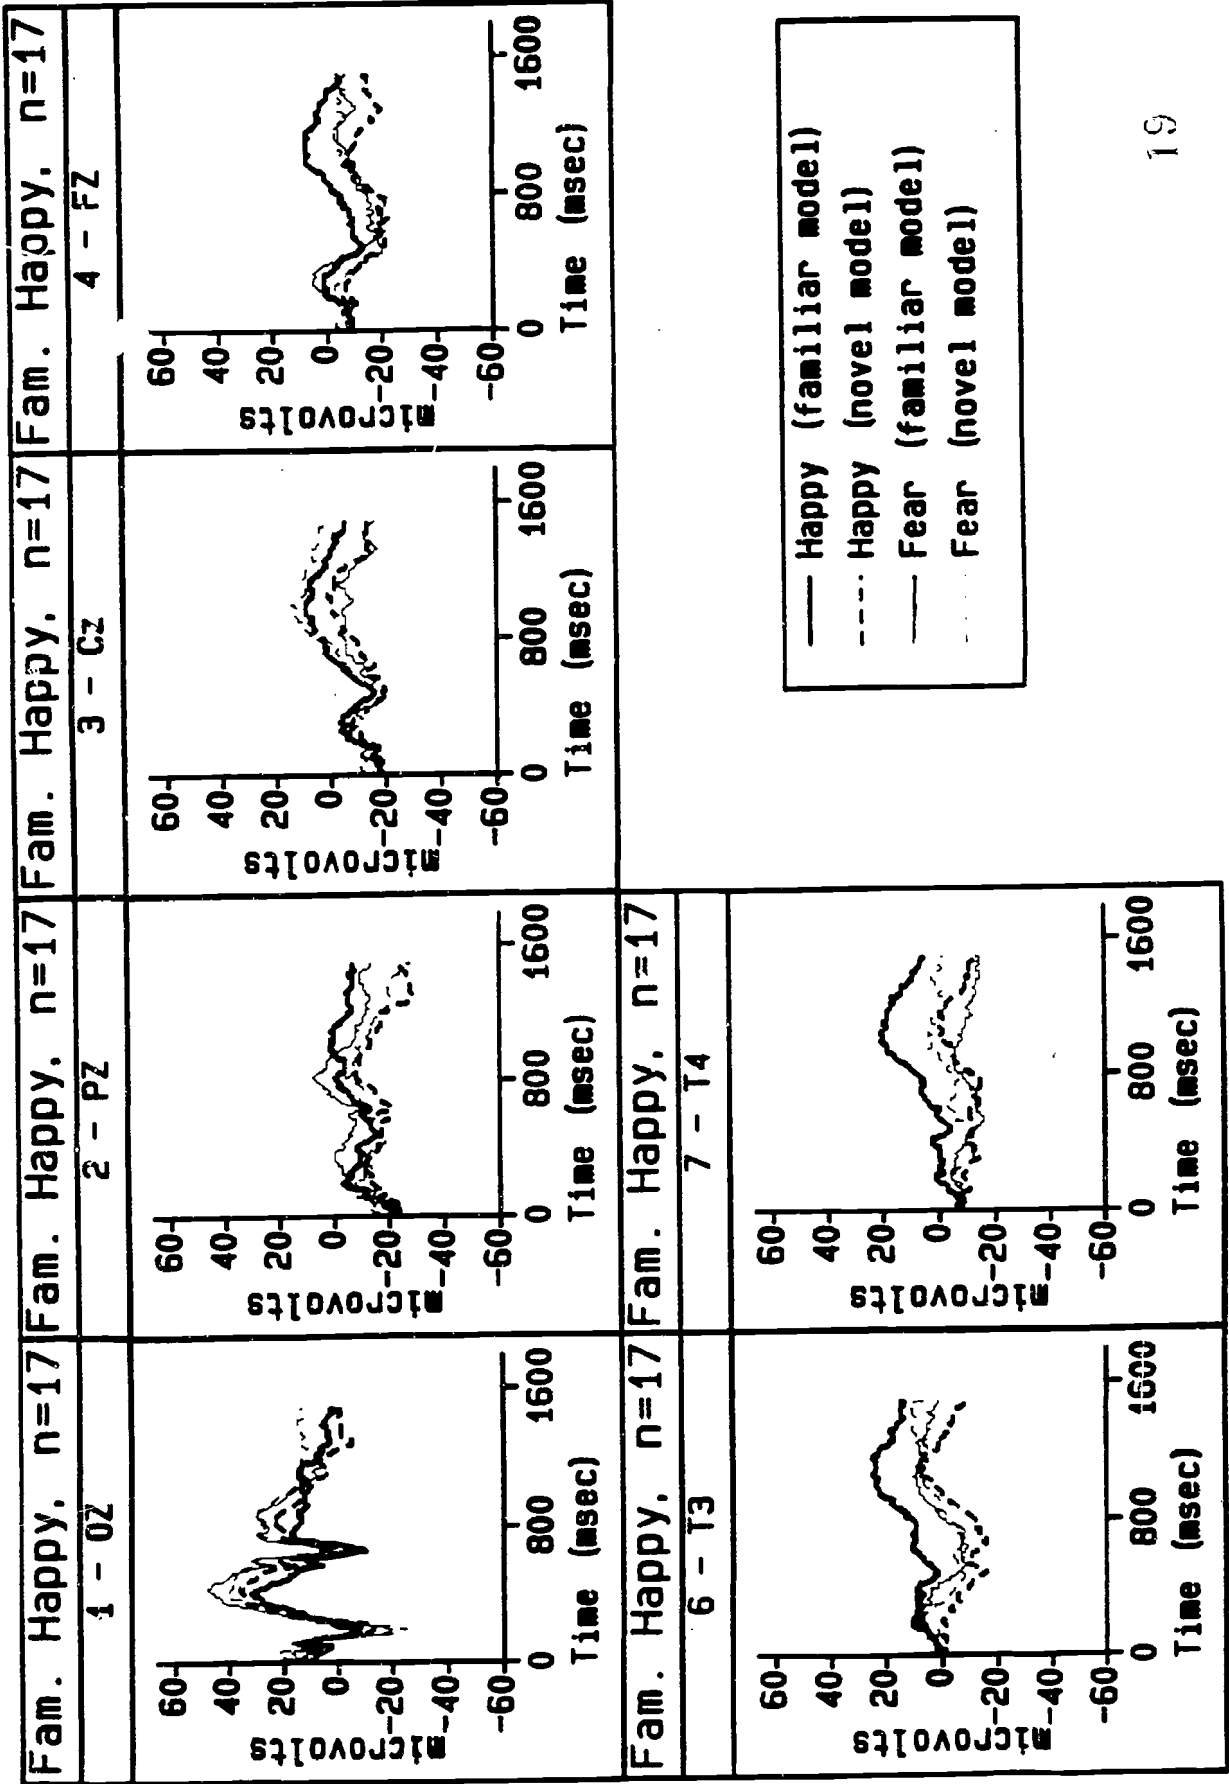 Fam. Happy, n=17
1 - OZ
microvolts
60
40
20
0
-20
-40
-60
0
800
1600
Time (msec)
Fam. Happy, n=17
2 - PZ
microvolts
60
40
20
0
-20
-40
-60
0
800
1600
Time (msec)
Fam. Happy, n=17
3 - Cz
microvolts
60
40
20
0
-20
-40
-60
0
800
1600
Time (msec)
Fam. Happy, n=17
4 - FZ
microvolts
60
40
20
0
-20
-40
-60
0
800
1600
Time (msec)
Fam. Happy, n=17
6 - T3
microvolts
60
40
20
0
-20
-40
-60
0
800
1600
Time (msec)
Fam. Happy, n=17
7 - T4
microvolts
60
40
20
0
-20
-40
-60
0
800
1600
Time (msec)
Happy (familiar model)
Happy (novel model)
Fear (familiar model)
Fear (novel model)
19